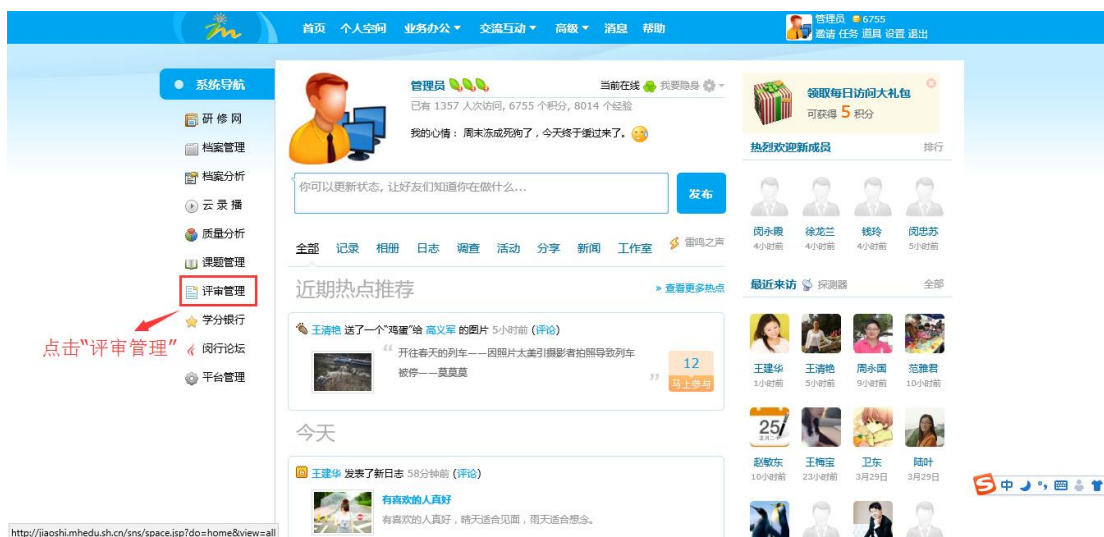 首页 个人空间 业务办公 交流互动 高级 消息 帮助
管理员 6755
邀请 任务 道具 设置 退出
系统导航
研修网
档案管理
档案分析
云录播
质量分析
课题管理
评审管理
学分银行
闵行论坛
平台管理
点击“评审管理”
管理员
当前在线 我要隐身
已有 1357 人次访问, 6755 个积分, 8014 个经验
我的心情: 周末冻成死狗了,今天终于缓过来了。
你可以更新状态, 让好友们知道你在做什么...
发布
全部 记录 相册 日志 调查 活动 分享 新闻 工作室
雷鸣之声
近期热点推荐
» 查看更多热点
王清艳 送了一个“鸡蛋”给 高义军 的图片 5小时前 (评论)
“ 开往春天的列车——因照片太美引摄影者拍照导致列车
被停——莫莫莫 ”
12
马上参与
今天
王建华 发表了新日志 58分钟前 (评论)
有喜欢的人真好
有喜欢的人真好,晴天适合见面,雨天适合想念。
领取每日访问大礼包
可获得 5 积分
热烈欢迎新成员 排行
闵永霞 徐龙兰 钱玲 闵忠苏
4小时前 4小时前 4小时前 5小时前
最近来访 探测器 全部
王建华 王清艳 周永国 范雅君
1小时前 5小时前 9小时前 10小时前
25
赵敏东 王梅宝 卫东 陆叶
10小时前 23小时前 3月29日 3月29日
中
http://jiaoshi.mhedu.sh.cn/sns/space.jsp?do=home&view=all